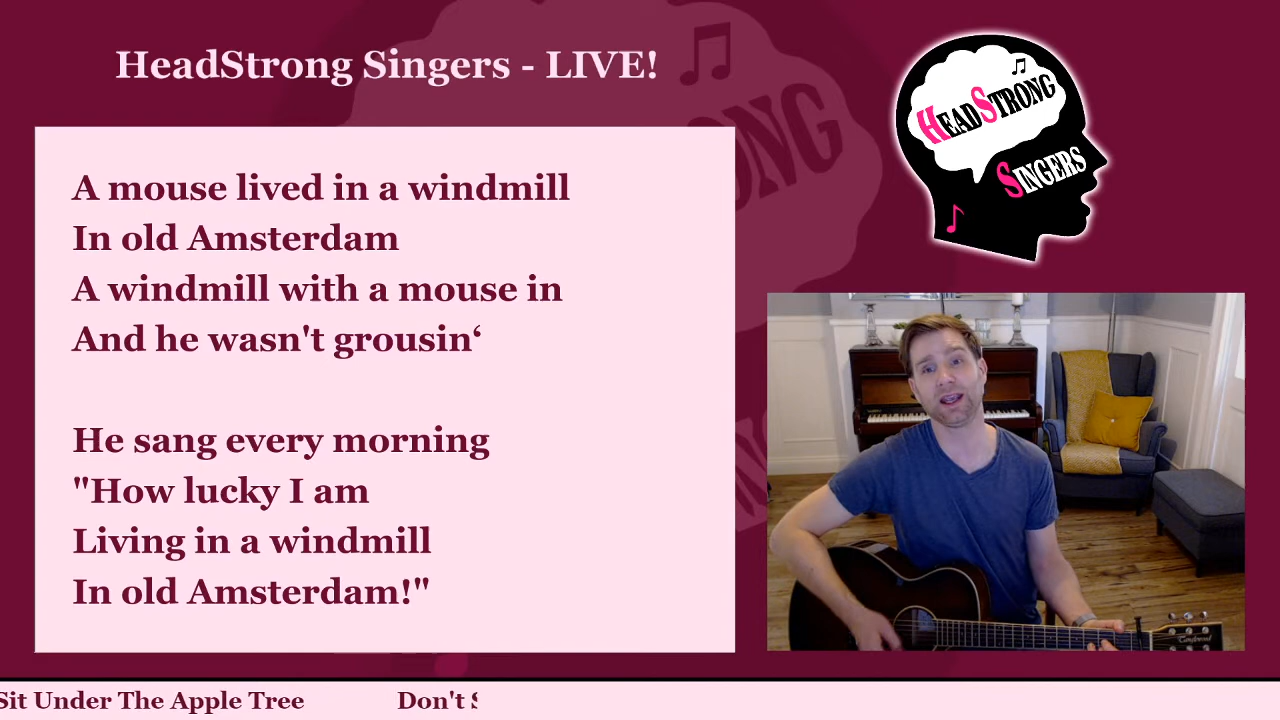 HeadStrong Singers - LIVE!
HEADSTRONG
SINGERS
A mouse lived in a windmill
In old Amsterdam
A windmill with a mouse in
And he wasn't grousin‘
He sang every morning
"How lucky I am
Living in a windmill
In old Amsterdam!"
Tanglewood
Sit Under The Apple Tree
Don't S